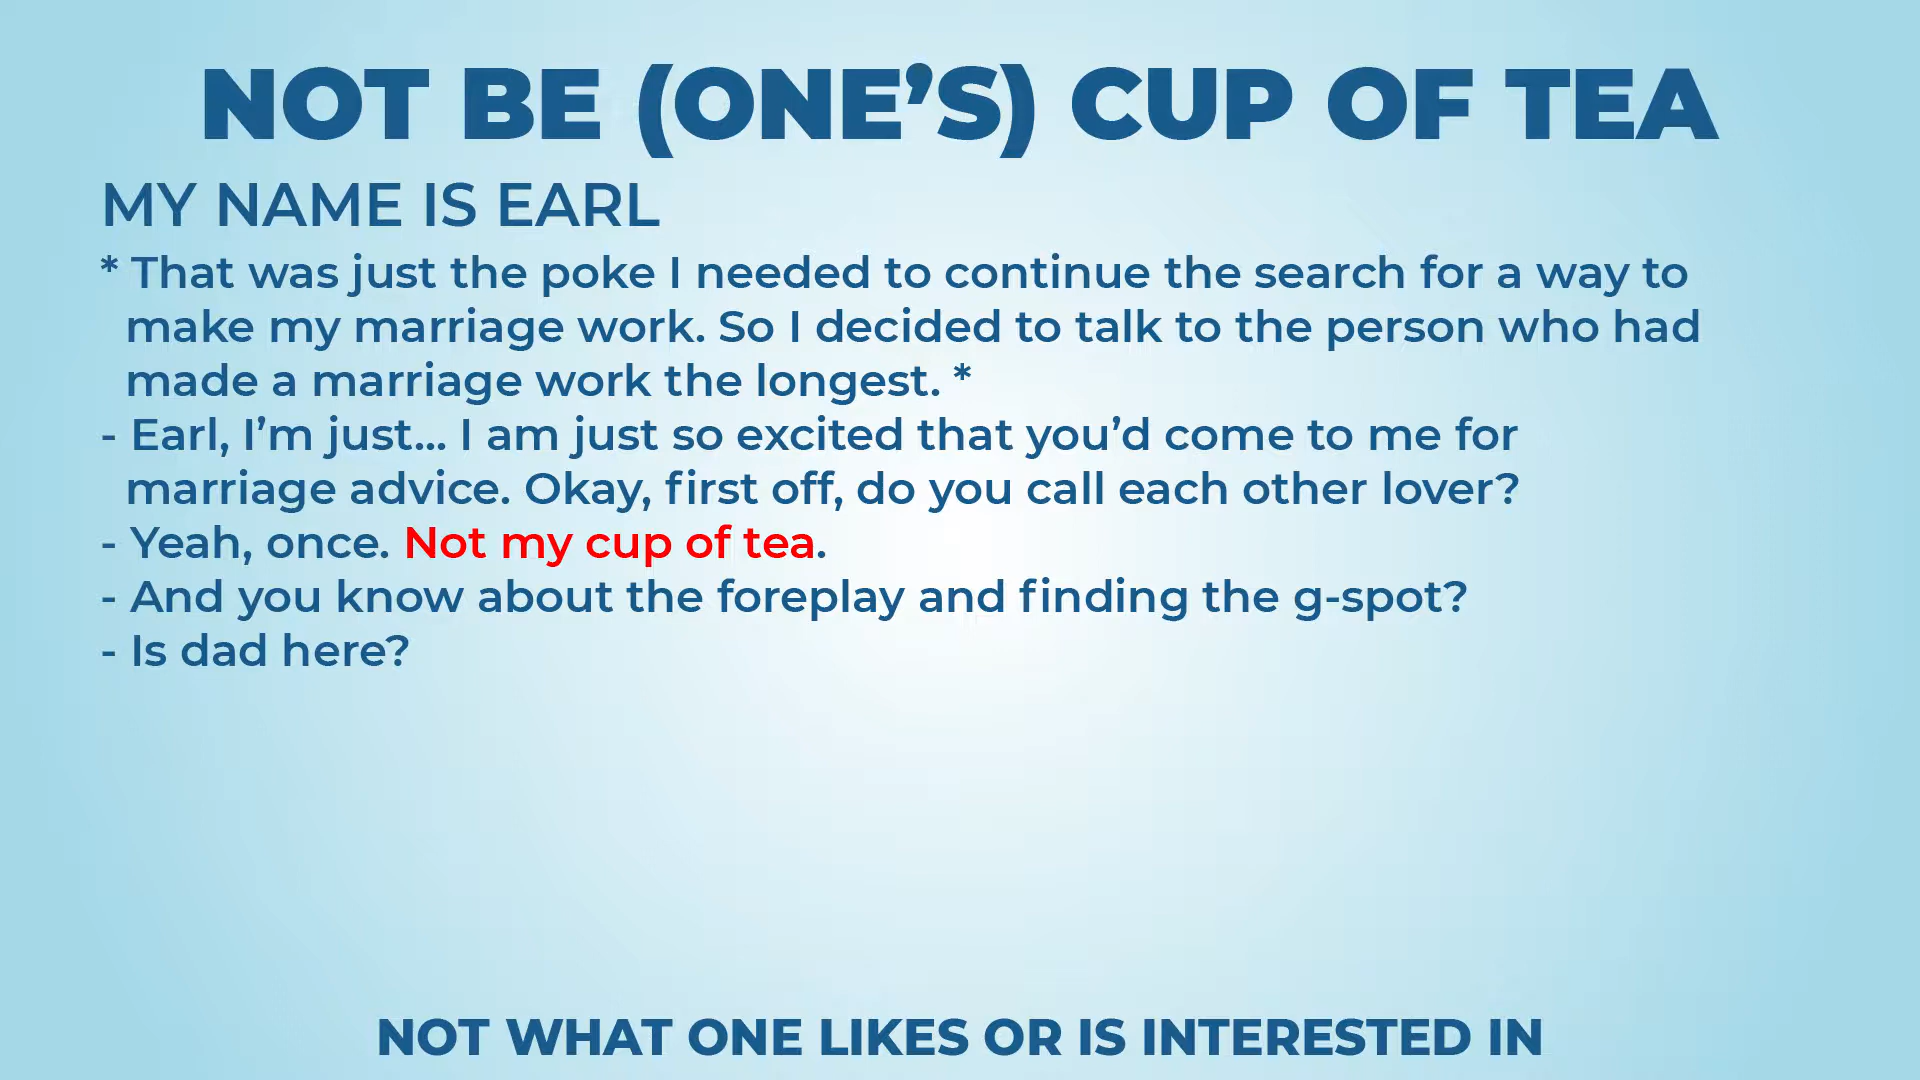 NOT BE (ONE’S) CUP OF TEA
MY NAME IS EARL
* That was just the poke I needed to continue the search for a way to
make my marriage work. So I decided to talk to the person who had
made a marriage work the longest. *
- Earl, I’m just... I am just so excited that you’d come to me for
marriage advice. Okay, first off, do you call each other lover?
- Yeah, once. Not my cup of tea.
- And you know about the foreplay and finding the g-spot?
- Is dad here?
NOT WHAT ONE LIKES OR IS INTERESTED IN